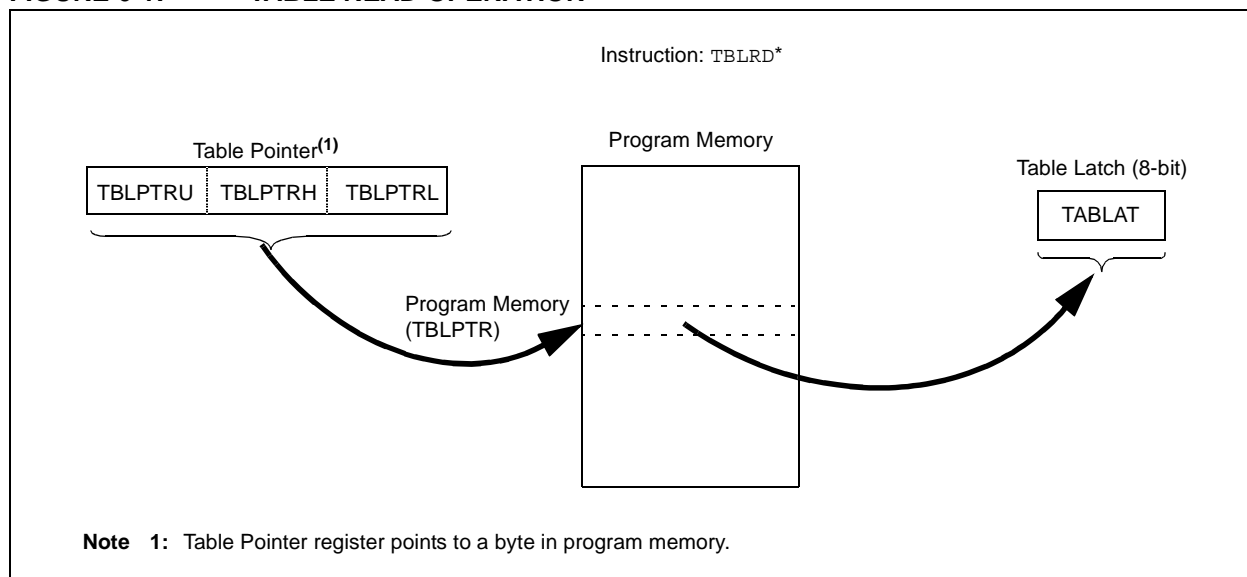 Instruction: TBLRD*
Table Pointer(1)
TBLPTRU TBLPTRH TBLPTRL
Program Memory
Table Latch (8-bit)
TABLAT
Program Memory
(TBLPTR)
Note 1: Table Pointer register points to a byte in program memory.